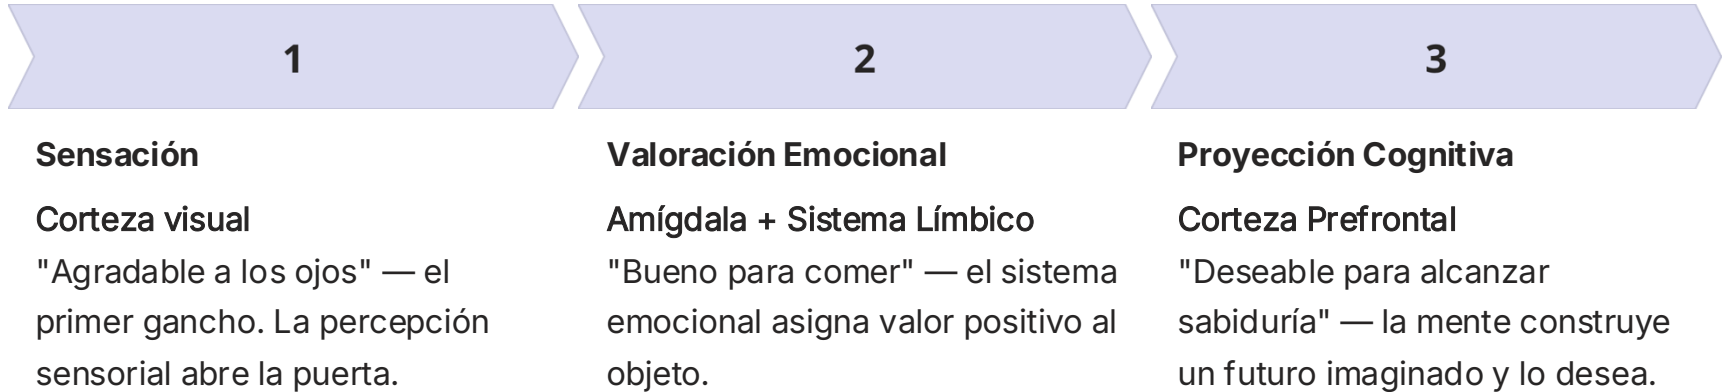 1
Sensación
Corteza visual
"Agradable a los ojos" — el
primer gancho. La percepción
sensorial abre la puerta.
2
Valoración Emocional
Amígdala + Sistema Límbico
"Bueno para comer" — el sistema
emocional asigna valor positivo al
objeto.
3
Proyección Cognitiva
Corteza Prefrontal
"Deseable para alcanzar
sabiduría" — la mente construye
un futuro imaginado y lo desea.